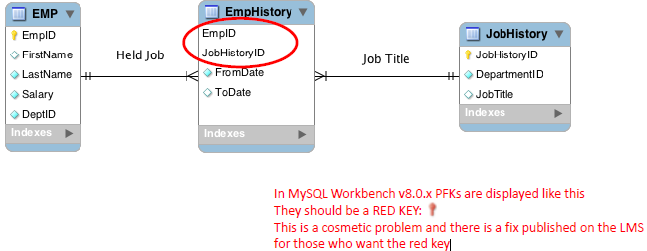 EMP
EmpID
FirstName
LastName
Salary
DeptID
Indexes
Held Job
EmpHistory
EmpID
JobHistoryID
FromDate
ToDate
Indexes
Job Title
JobHistory
JobHistoryID
DepartmentID
JobTitle
Indexes
In MySQL Workbench v8.0.x PFKs are displayed like this
They should be a RED KEY:
This is a cosmetic problem and there is a fix published on the LMS
for those who want the red key